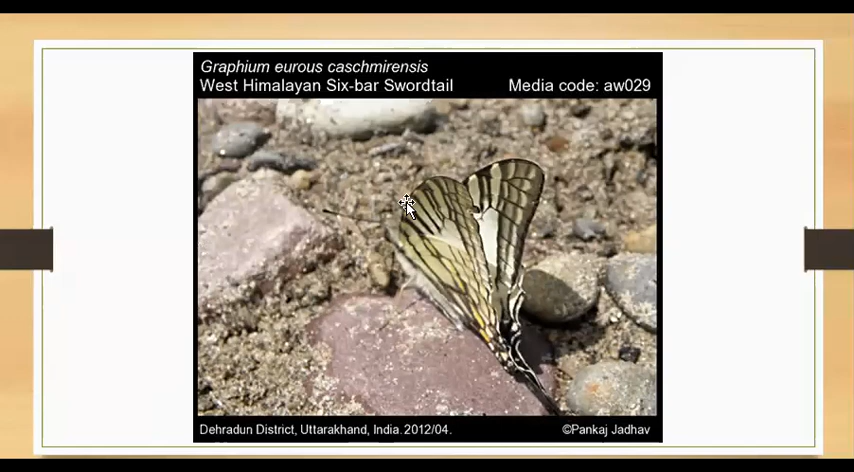 Graphium eurous caschmirensis
West Himalayan Six-bar Swordtail Media code: aw029
Dehradun District, Uttarakhand, India. 2012/04. ©Pankaj Jadhav